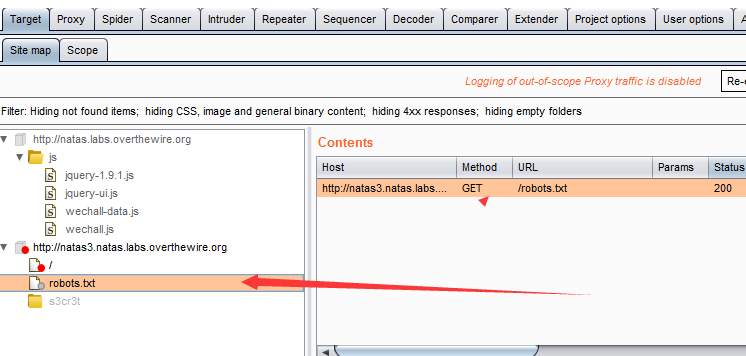 Target Proxy Spider Scanner Intruder Repeater Sequencer Decoder Comparer Extender Project options User options A
Site map Scope
Logging of out-of-scope Proxy traffic is disabled Re-e
Filter: Hiding not found items; hiding CSS, image and general binary content; hiding 4xx responses; hiding empty folders
http://natas.labs.overthewire.org
js
jquery-1.9.1.js
jquery-ui.js
wechall-data.js
wechall.js
http://natas3.natas.labs.overthewire.org
/
robots.txt
s3cr3t
Contents
Host Method URL Params Status
http://natas3.natas.labs.... GET /robots.txt 200